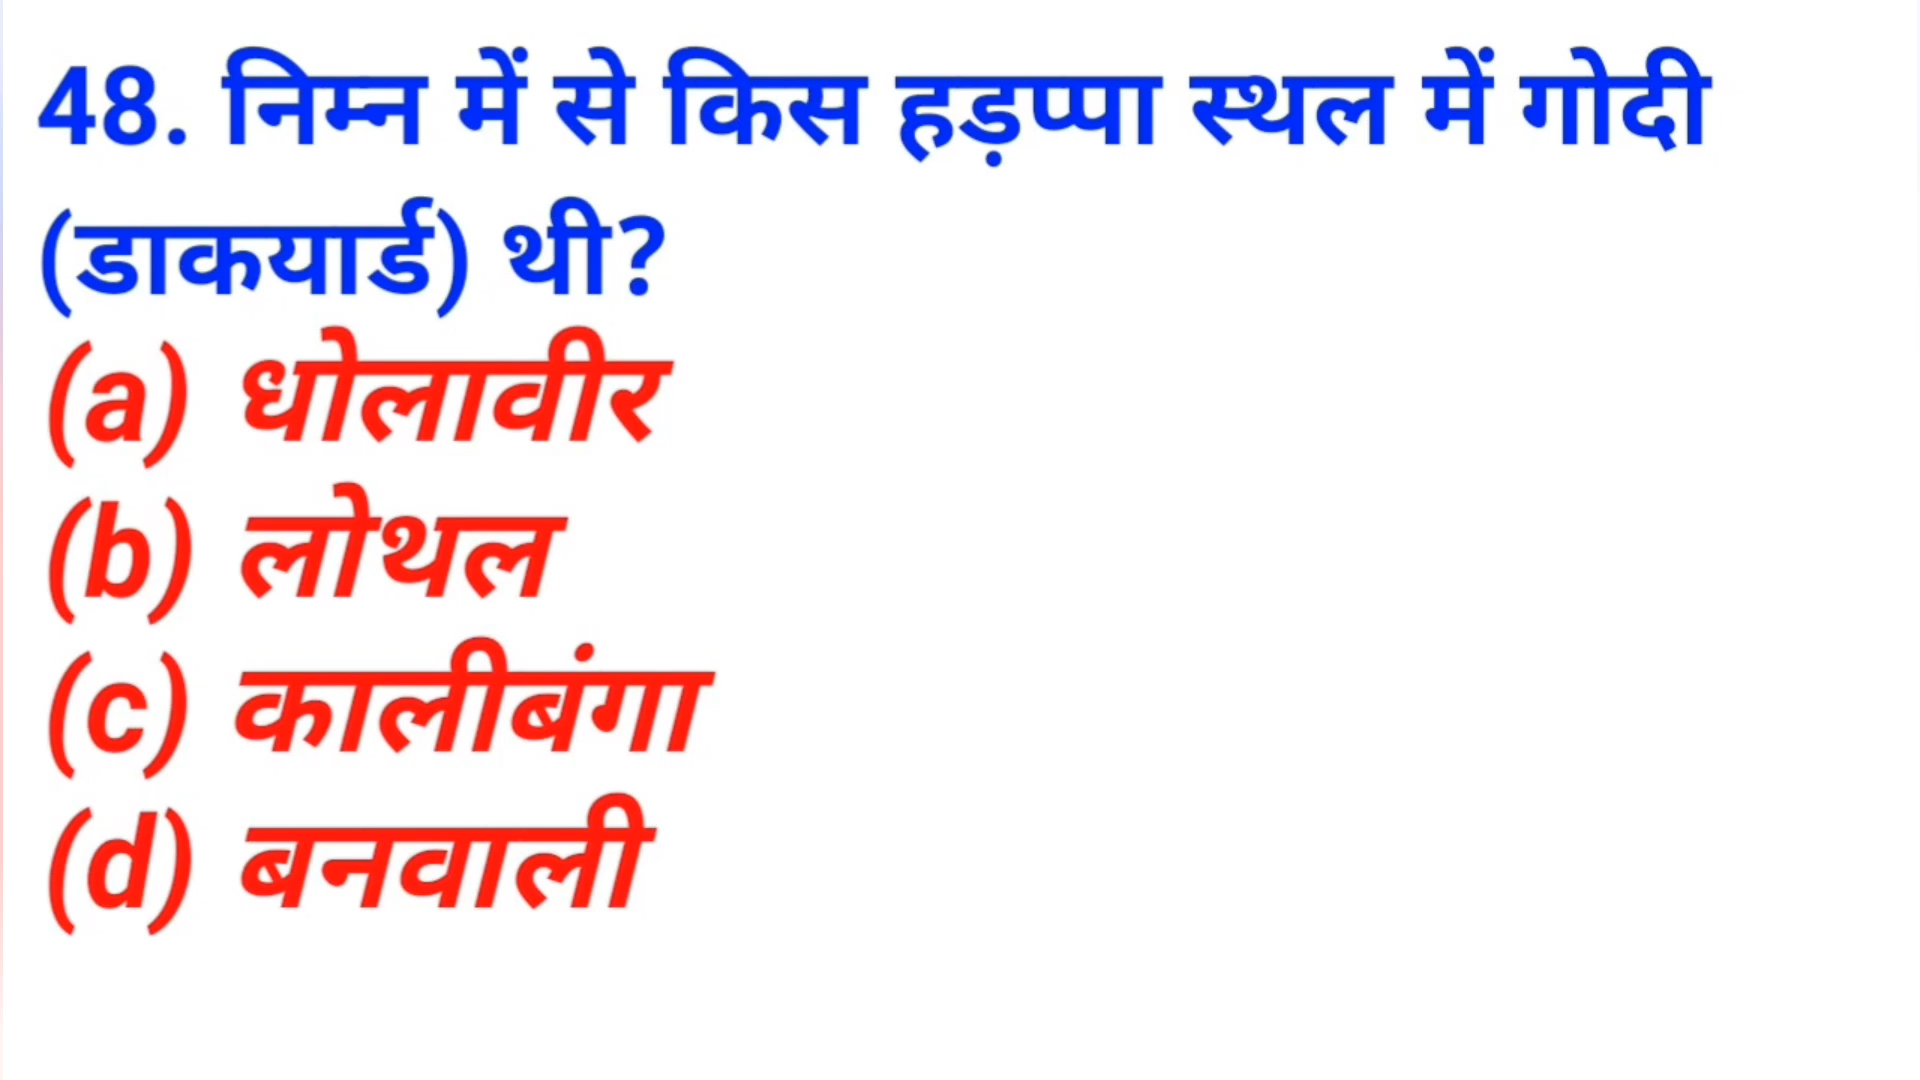 48. निम्न में से किस हड़प्पा स्थल में गोदी
(डाकयार्ड) थी?
(a) धोलावीर
(b) लोथल
(c) कालीबंगा
(d) बनवाली